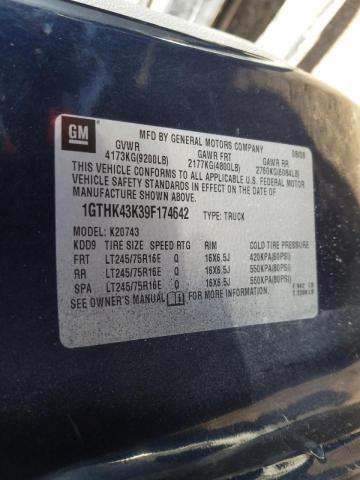 GM
MFD BY GENERAL MOTORS COMPANY
GVWR GAWR FRT GAWR RR
4173KG(9200LB) 2177KG(4800LB) 2760KG(6084LB)
THIS VEHICLE CONFORMS TO ALL APPLICABLE U.S. FEDERAL MOTOR
VEHICLE SAFETY STANDARDS IN EFFECT ON THE DATE OF
MANUFACTURE SHOWN ABOVE.
1GTHK43K39F174642 TYPE: TRUCK
MODEL: K20743
KDD9 TIRE SIZE SPEED RTG RIM COLD TIRE PRESSURE
FRT LT245/75R16E Q 16X6.5J 420KPA(60PSI)
RR LT245/75R16E Q 16X6.5J 550KPA(80PSI)
SPA LT245/75R16E Q 16X6.5J 550KPA(80PSI)
SEE OWNER'S MANUAL FOR MORE INFORMATION